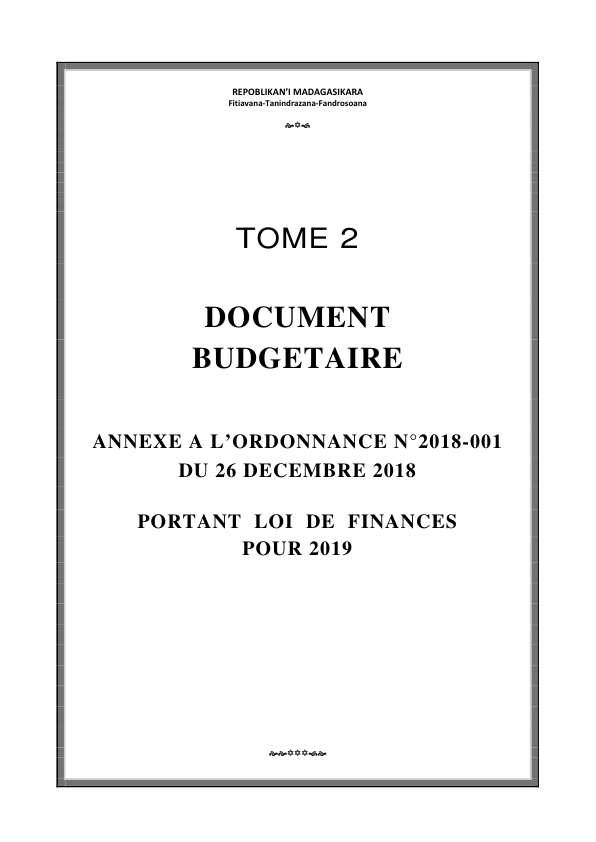 REPOBLIKAN'I MADAGASIKARA
Fitiavana-Tanindrazana-Fandrosoana
TOME 2
DOCUMENT
BUDGETAIRE
ANNEXE A L'ORDONNANCE N°2018-001
DU 26 DECEMBRE 2018
PORTANT LOI DE FINANCES
POUR 2019